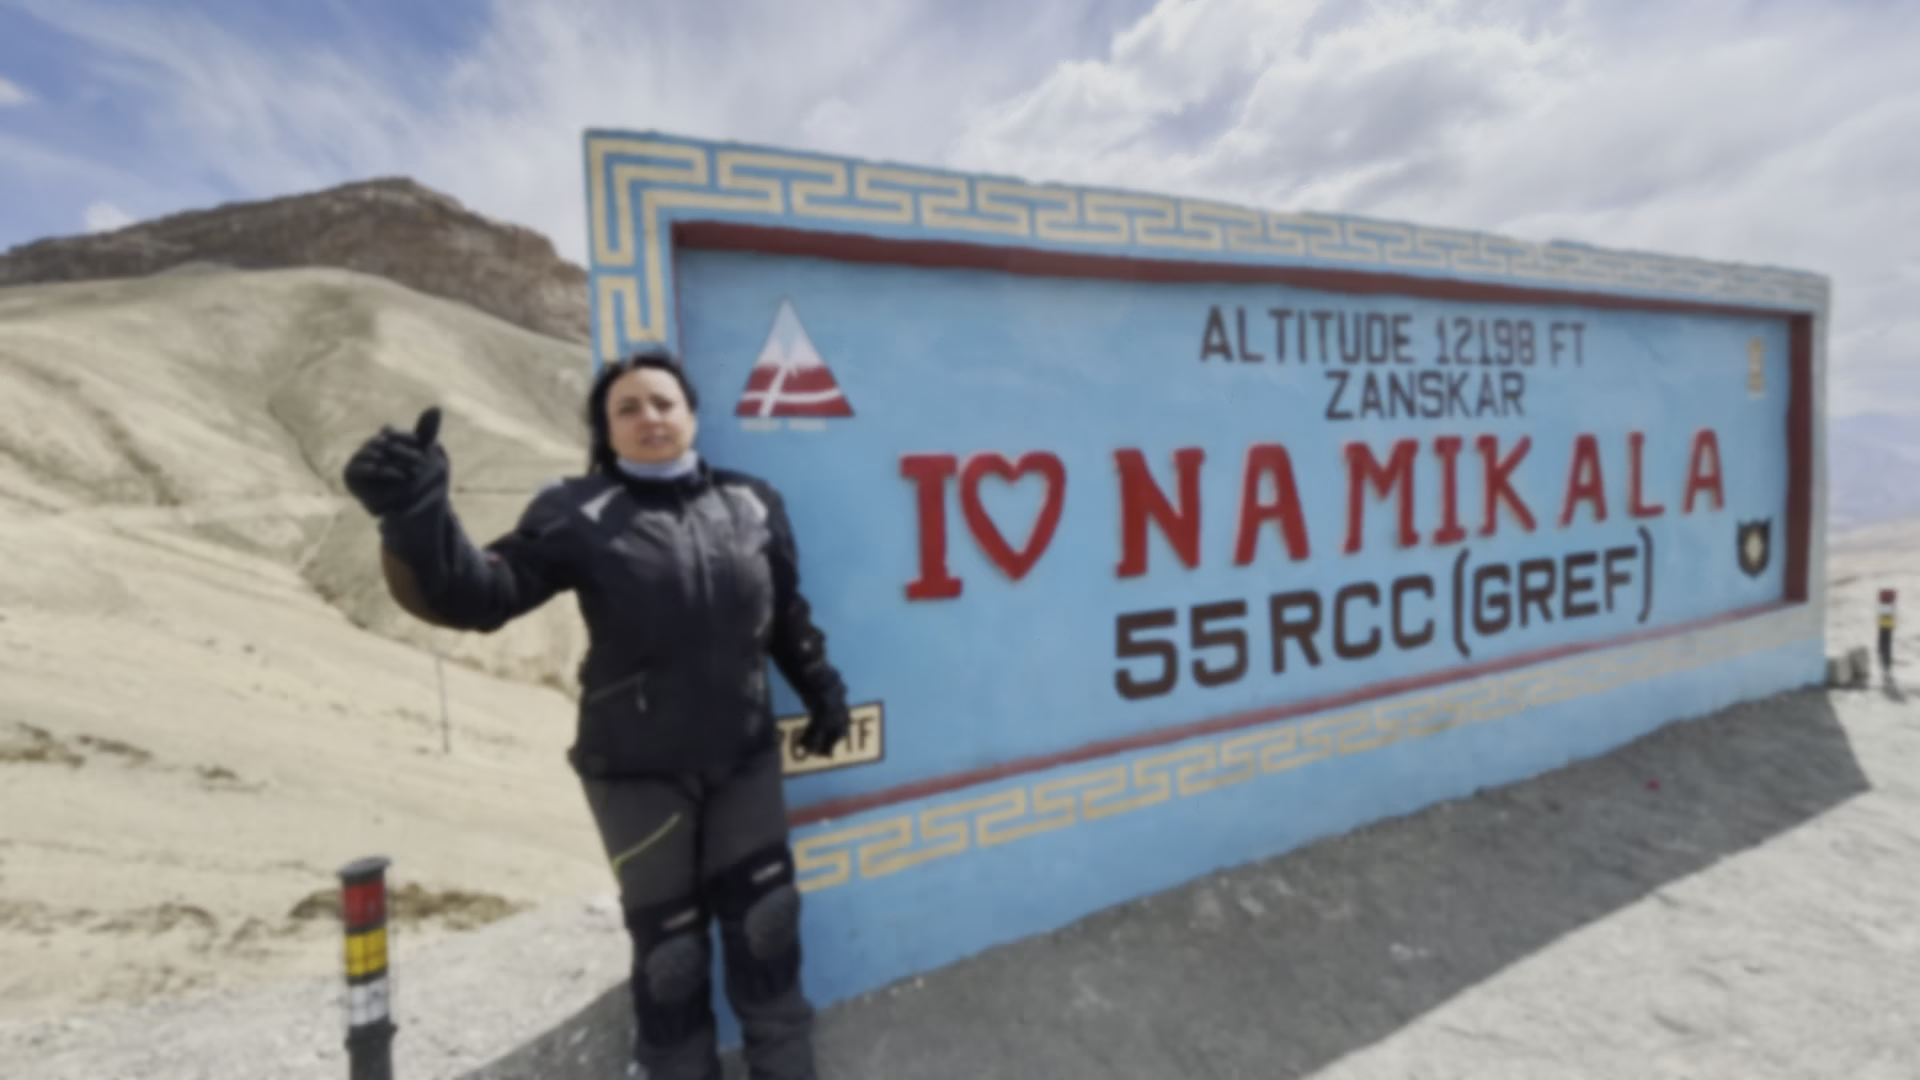 ALTITUDE 12198 FT
ZANSKAR
I♡NAMIKALA
55 RCC (GREF)